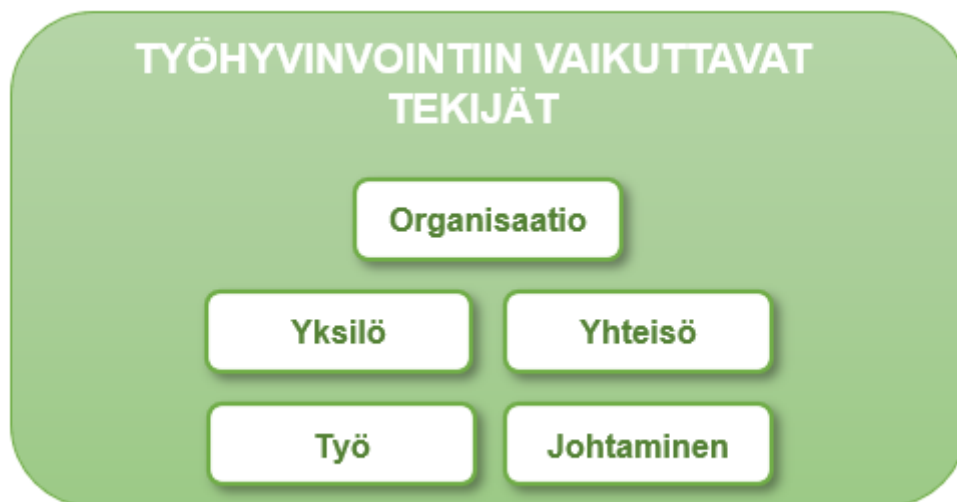 TYÖHYVINVOINTIIN VAIKUTTAVAT
TEKIJÄT
Organisaatio
Yksilö
Yhteisö
Työ
Johtaminen